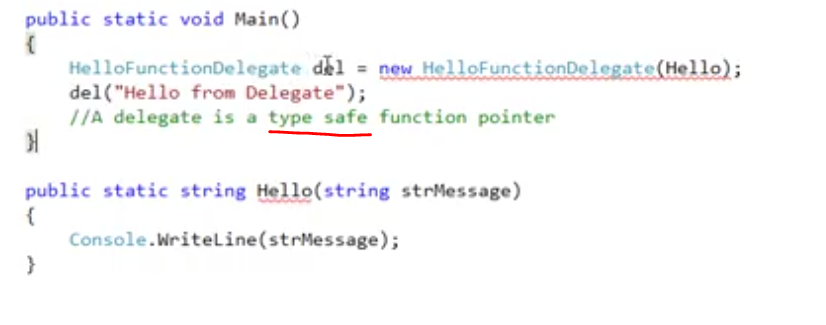 public static void Main()
{
HelloFunctionDelegate del = new HelloFunctionDelegate(Hello);
del("Hello from Delegate");
//A delegate is a type safe function pointer
}
public static string Hello(string strMessage)
{
Console.WriteLine(strMessage);
}